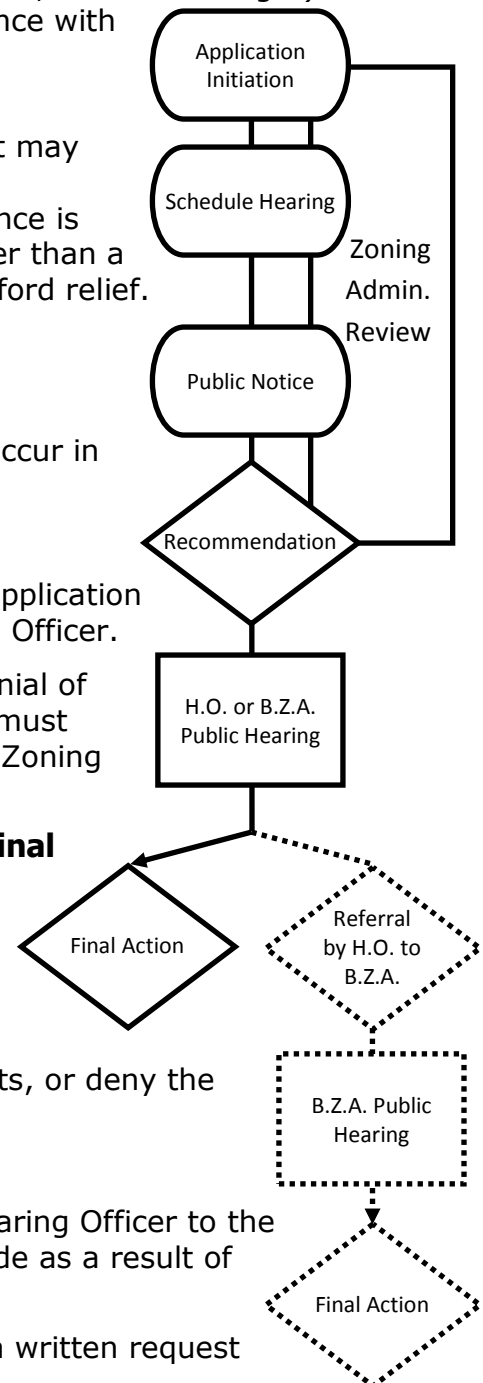 nce with
t may
nce is
er than a
ford relief.
ccur in
pplication
Officer.
nial of
must
Zoning
inal
ts, or deny the
aring Officer to the
de as a result of
n written request
Application
Initiation
Schedule Hearing
Zoning
Admin.
Review
Public Notice
Recommendation
H.O. or B.Z.A.
Public Hearing
Final Action
Referral
by H.O. to
B.Z.A.
B.Z.A. Public
Hearing
Final Action